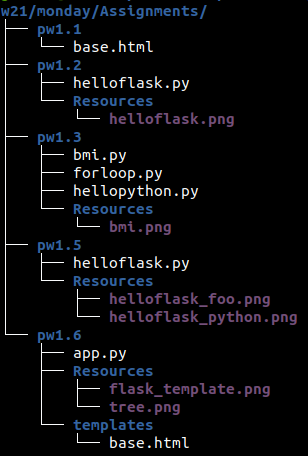 w21/monday/Assignments/
pw1.1
base.html
pw1.2
helloflask.py
Resources
helloflask.png
pw1.3
bmi.py
forloop.py
hellopython.py
Resources
bmi.png
pw1.5
helloflask.py
Resources
helloflask_foo.png
helloflask_python.png
pw1.6
app.py
Resources
flask_template.png
tree.png
templates
base.html